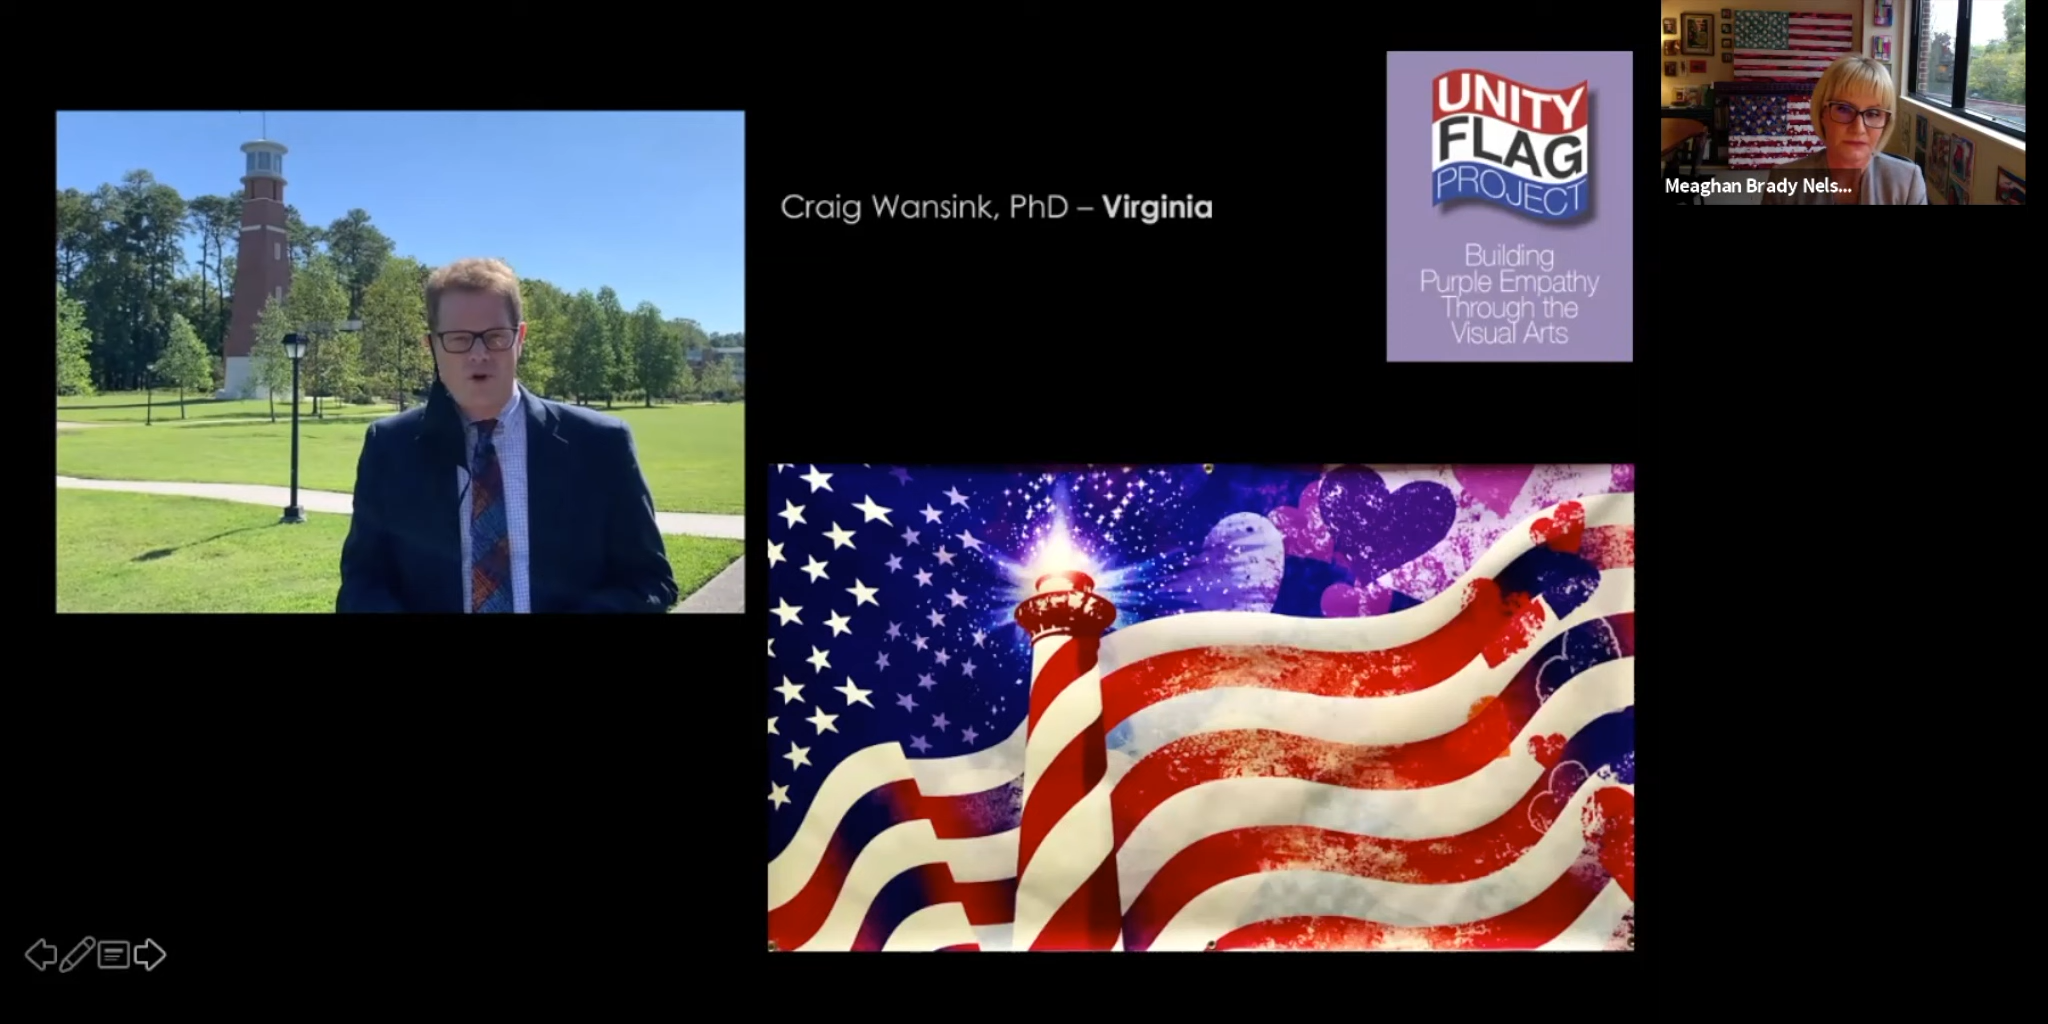 Craig Wansink, PhD – Virginia
UNITY
FLAG
PROJECT
Building
Purple Empathy
Through the
Visual Arts
Meaghan Brady Nels...